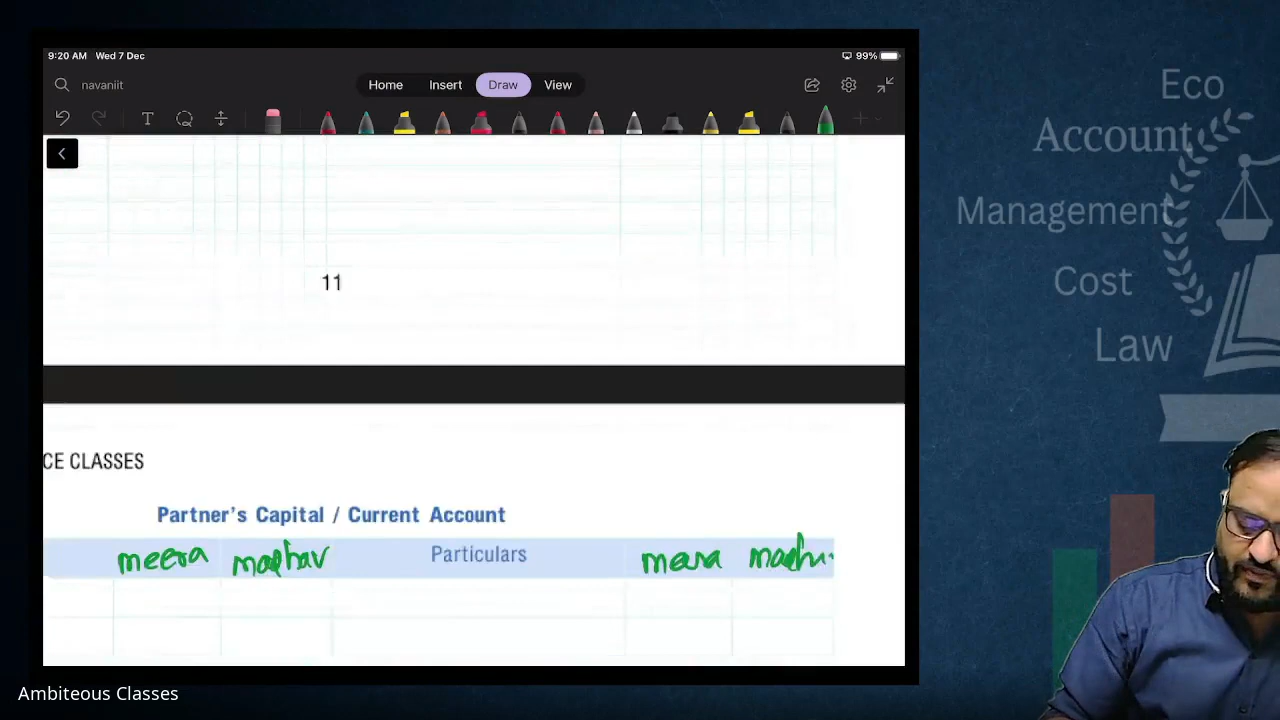 9:20 AM Wed 7 Dec
99%
navaniit
Home Insert Draw View
T
11
CE CLASSES
Partner's Capital / Current Account
meera madhav Particulars meera
Eco
Account
Management
Cost
Law
Ambiteous Classes